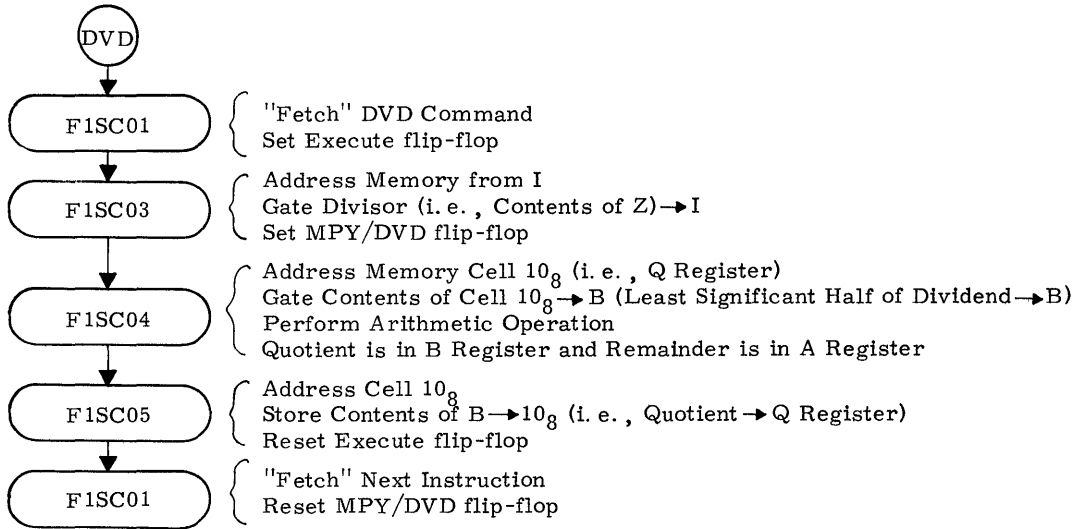 DVD
F1SC01
"Fetch" DVD Command
Set Execute flip-flop
F1SC03
Address Memory from I
Gate Divisor (i.e., Contents of Z)→I
Set MPY/DVD flip-flop
F1SC04
Address Memory Cell 10₈ (i.e., Q Register)
Gate Contents of Cell 10₈→B (Least Significant Half of Dividend→B)
Perform Arithmetic Operation
Quotient is in B Register and Remainder is in A Register
F1SC05
Address Cell 10₈
Store Contents of B→10₈ (i.e., Quotient→Q Register)
Reset Execute flip-flop
F1SC01
"Fetch" Next Instruction
Reset MPY/DVD flip-flop